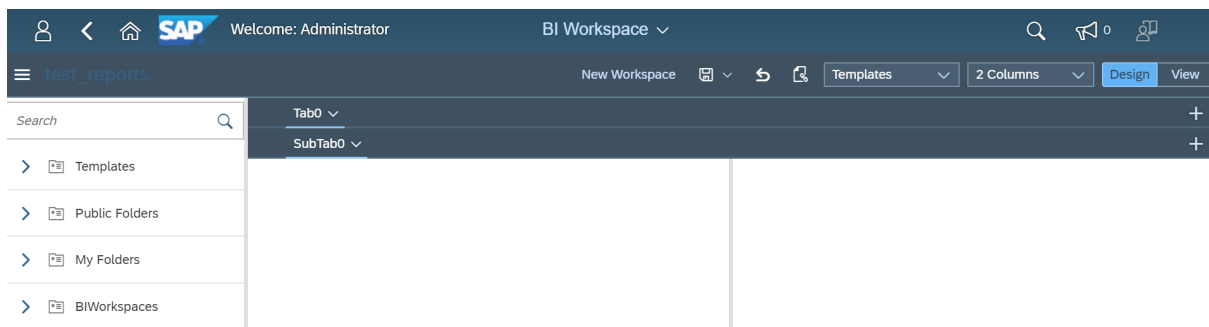 SAP Welcome: Administrator BI Workspace 0
test_reports New Workspace Templates 2 Columns Design View
Search
Tab0
SubTab0
Templates
Public Folders
My Folders
BIWorkspaces